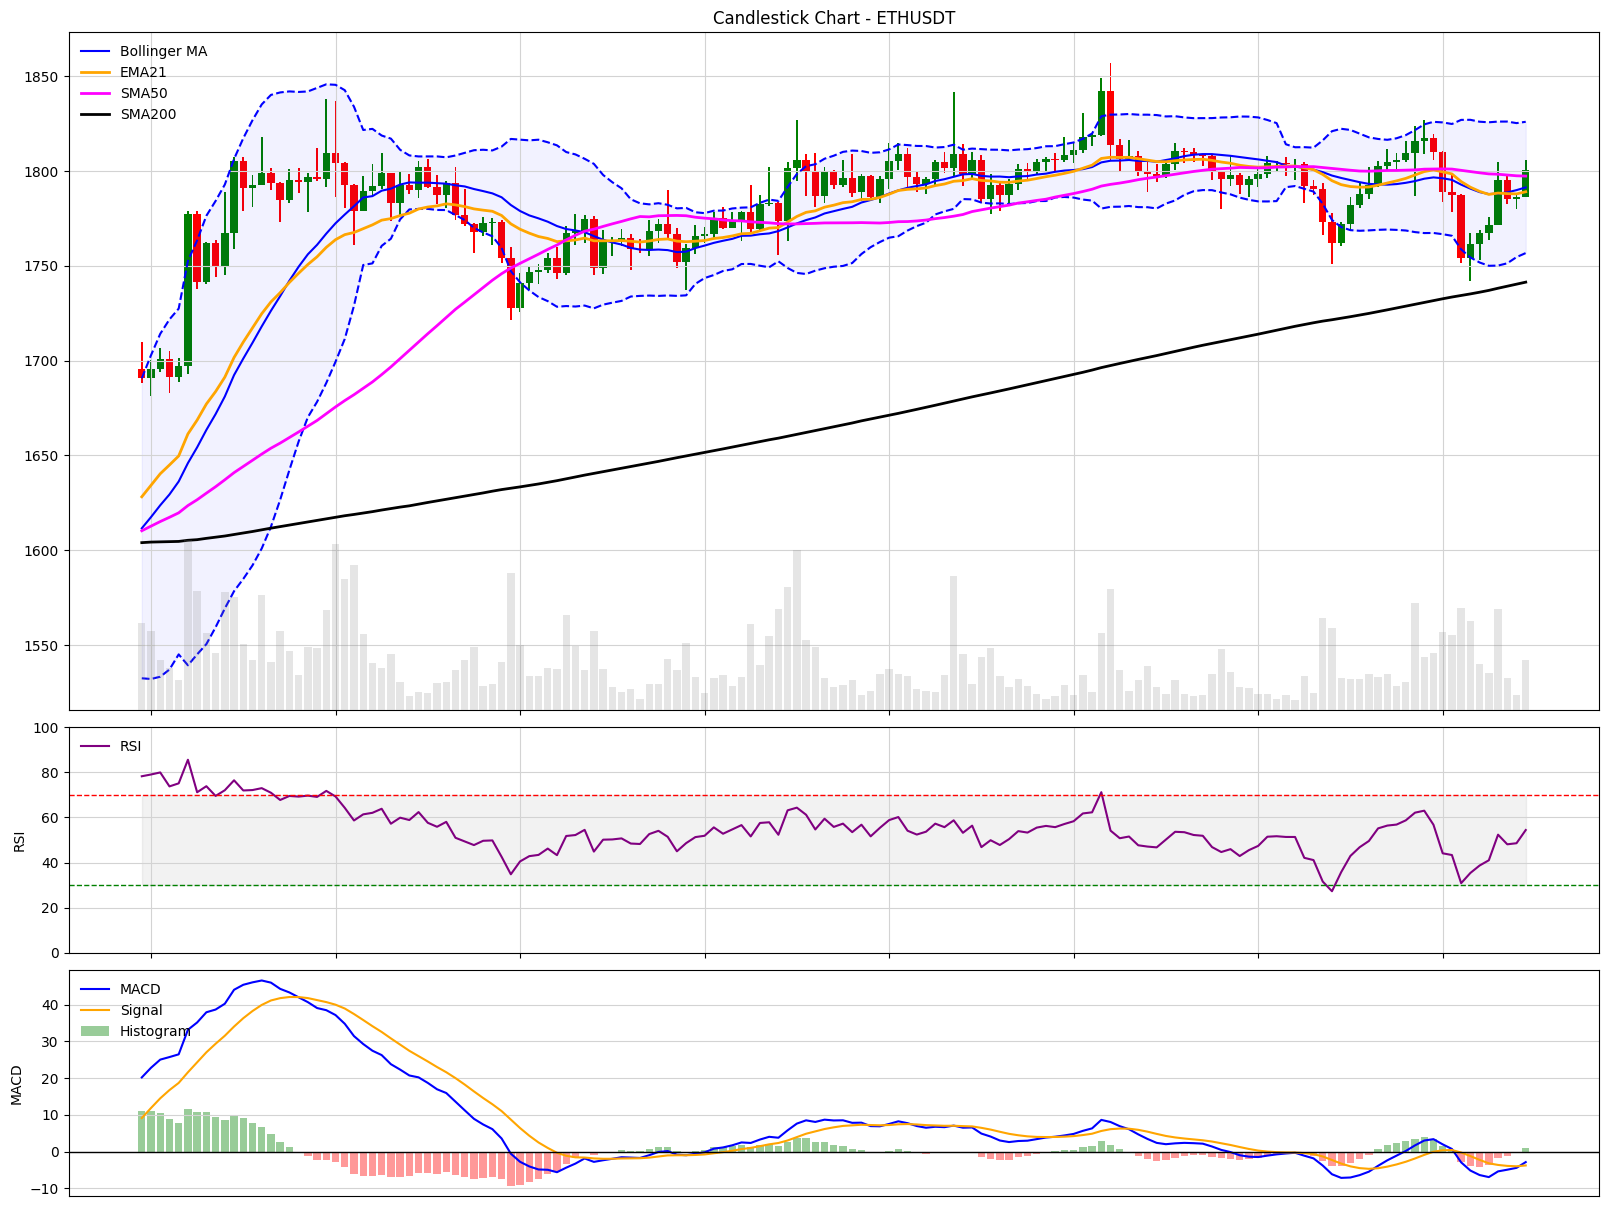 Candlestick Chart - ETHUSDT
Bollinger MA
EMA21
SMA50
SMA200
1850
1800
1750
1700
1650
1600
1550
RSI
100
80
60
40
20
0
RSI
MACD
Signal
Histogram
40
30
20
10
0
−10
MACD